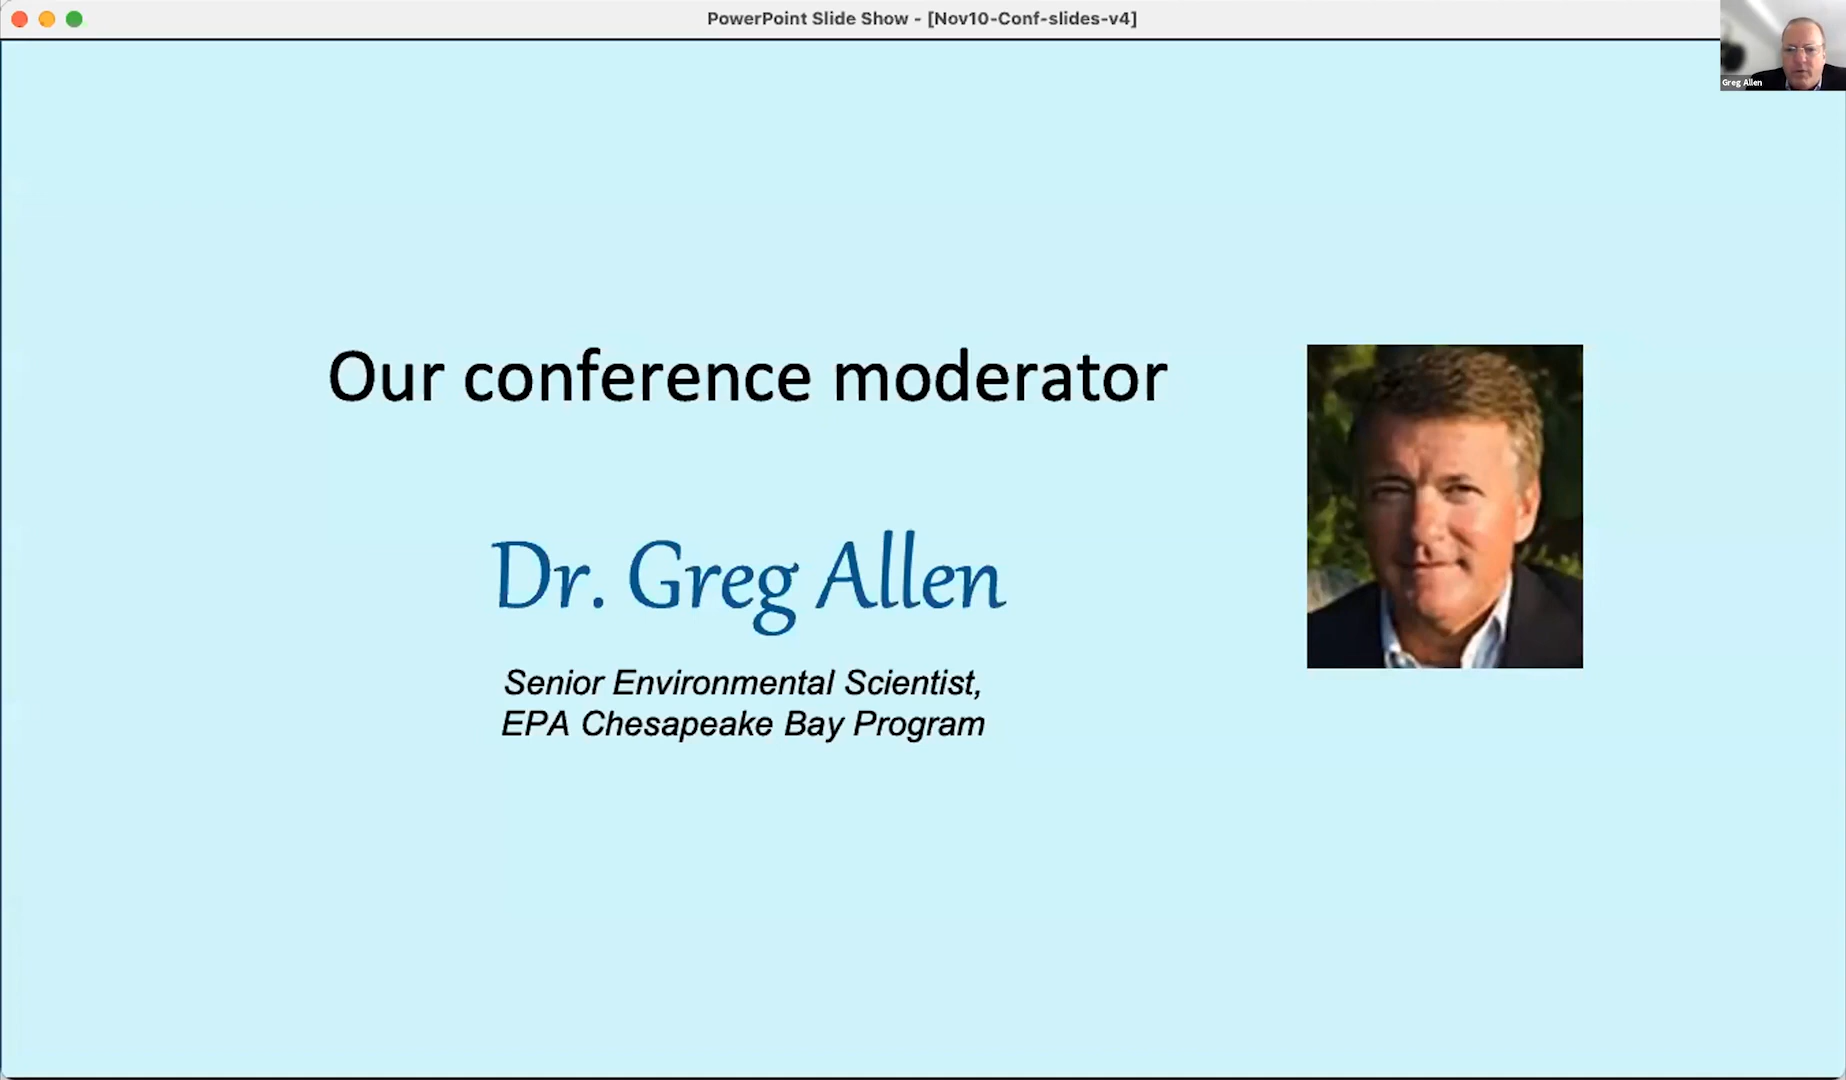 PowerPoint Slide Show - [Nov10-Conf-slides-v4]
Greg Allen
Our conference moderator
Dr. Greg Allen
Senior Environmental Scientist,
EPA Chesapeake Bay Program